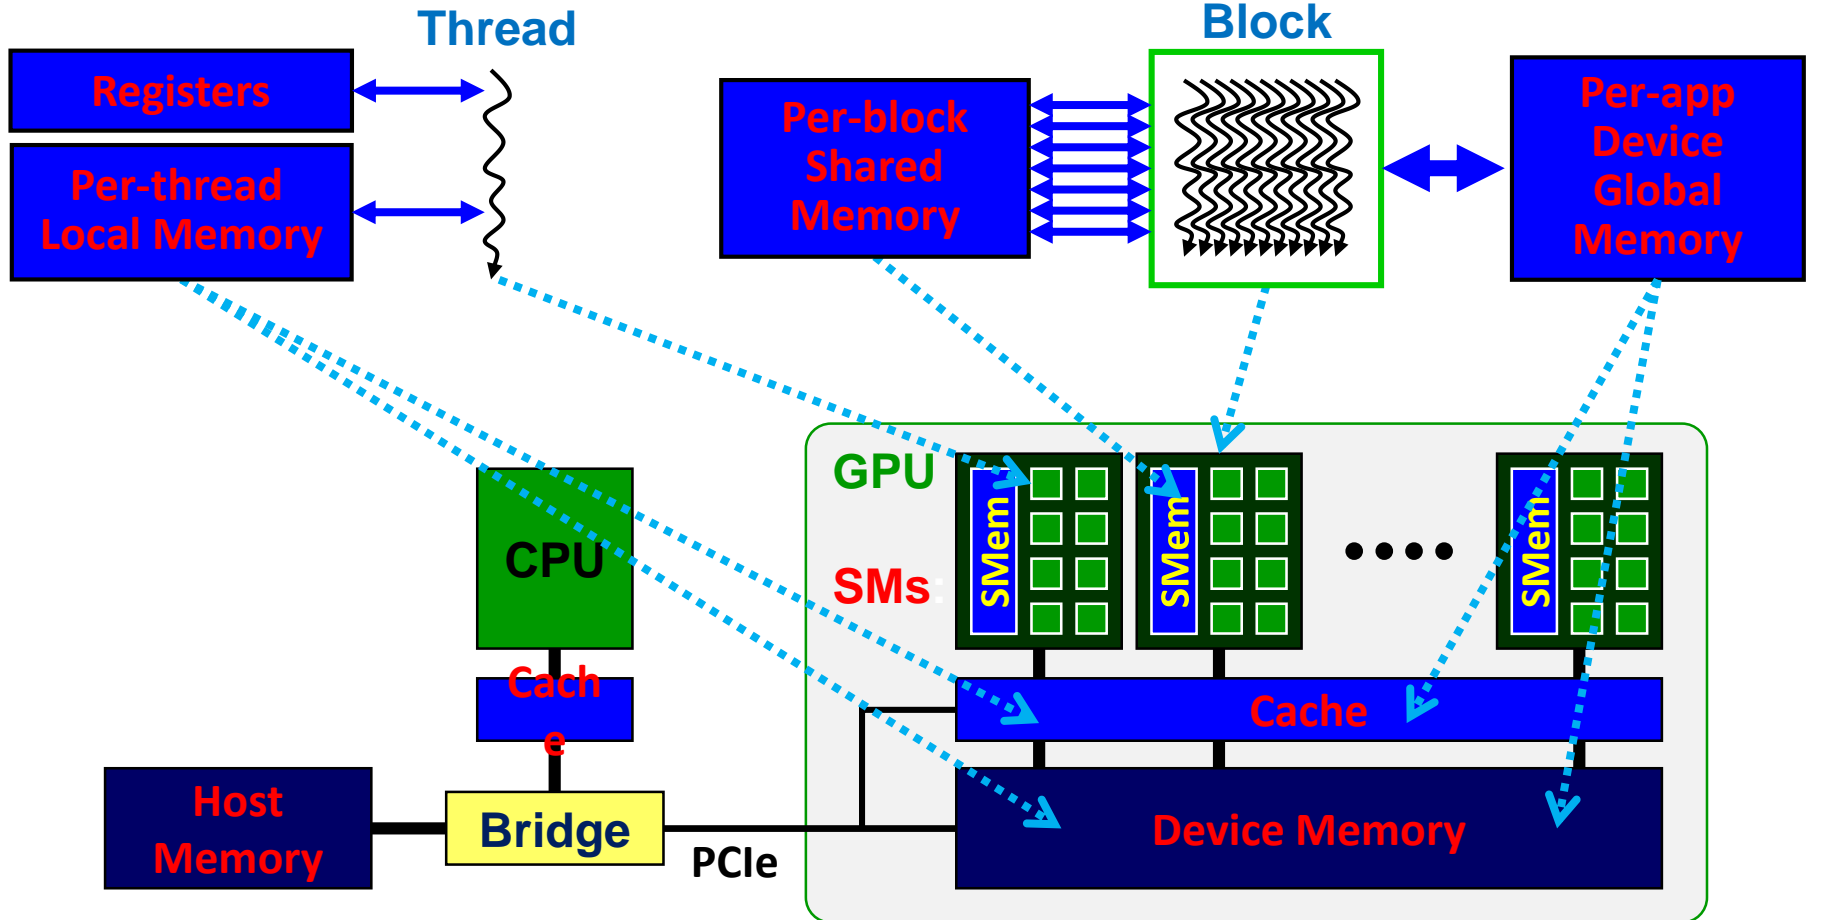 Thread
Block
Registers
Per-thread
Local Memory
Per-block
Shared
Memory
Per-app
Device
Global
Memory
GPU
SMs:
SMem
SMem
SMem
CPU
Cach
e
Cache
Host
Memory
Bridge
PCIe
Device Memory